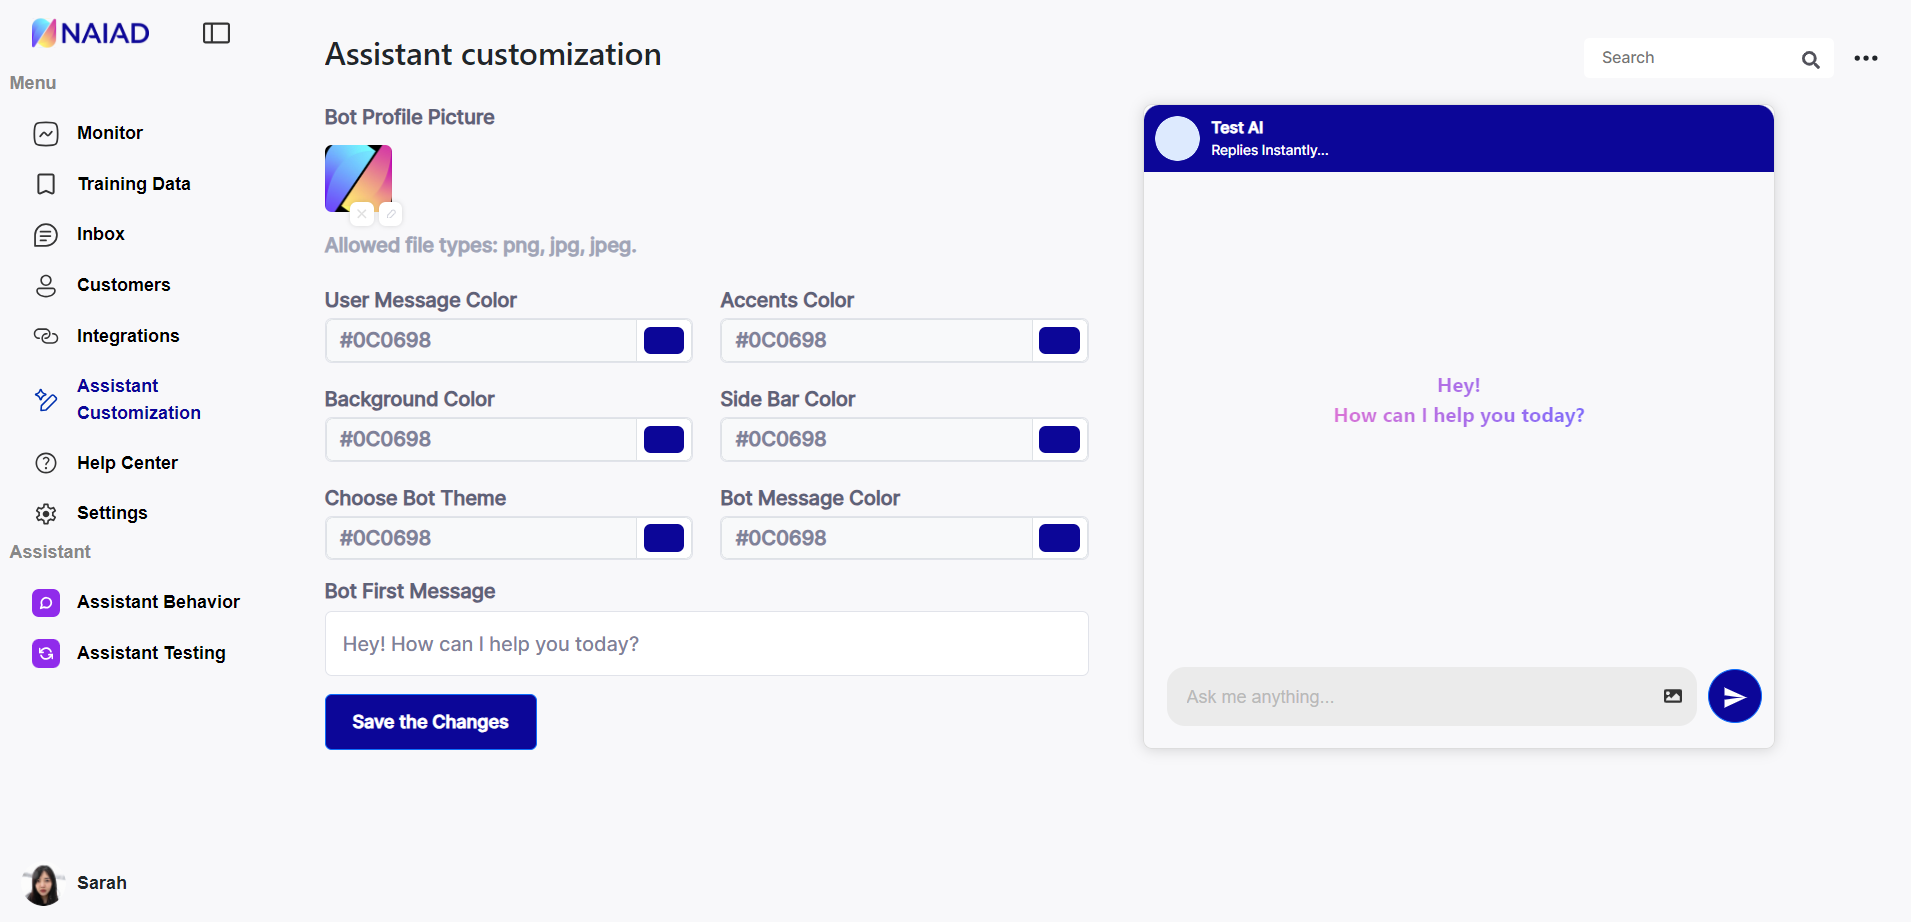 NAIAD
Menu
Monitor
Training Data
Inbox
Customers
Integrations
Assistant
Customization
Help Center
Settings
Assistant
Assistant Behavior
Assistant Testing
Sarah
Assistant customization
Search
Bot Profile Picture
Allowed file types: png, jpg, jpeg.
User Message Color
#0C0698
Accents Color
#0C0698
Background Color
#0C0698
Side Bar Color
#0C0698
Choose Bot Theme
#0C0698
Bot Message Color
#0C0698
Bot First Message
Hey! How can I help you today?
Save the Changes
Test AI
Replies Instantly...
Hey!
How can I help you today?
Ask me anything...